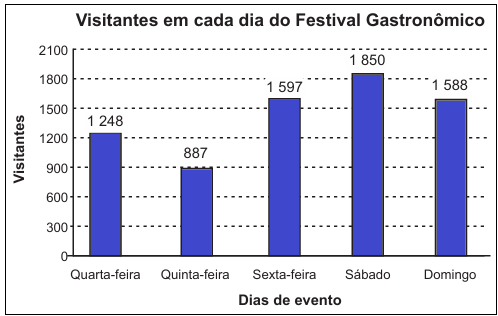 Visitantes em cada dia do Festival Gastronômico
Visitantes
2100
1800
1500
1200
900
600
300
0
1 248
887
1 597
1 850
1 588
Quarta-feira
Quinta-feira
Sexta-feira
Sábado
Domingo
Dias de evento